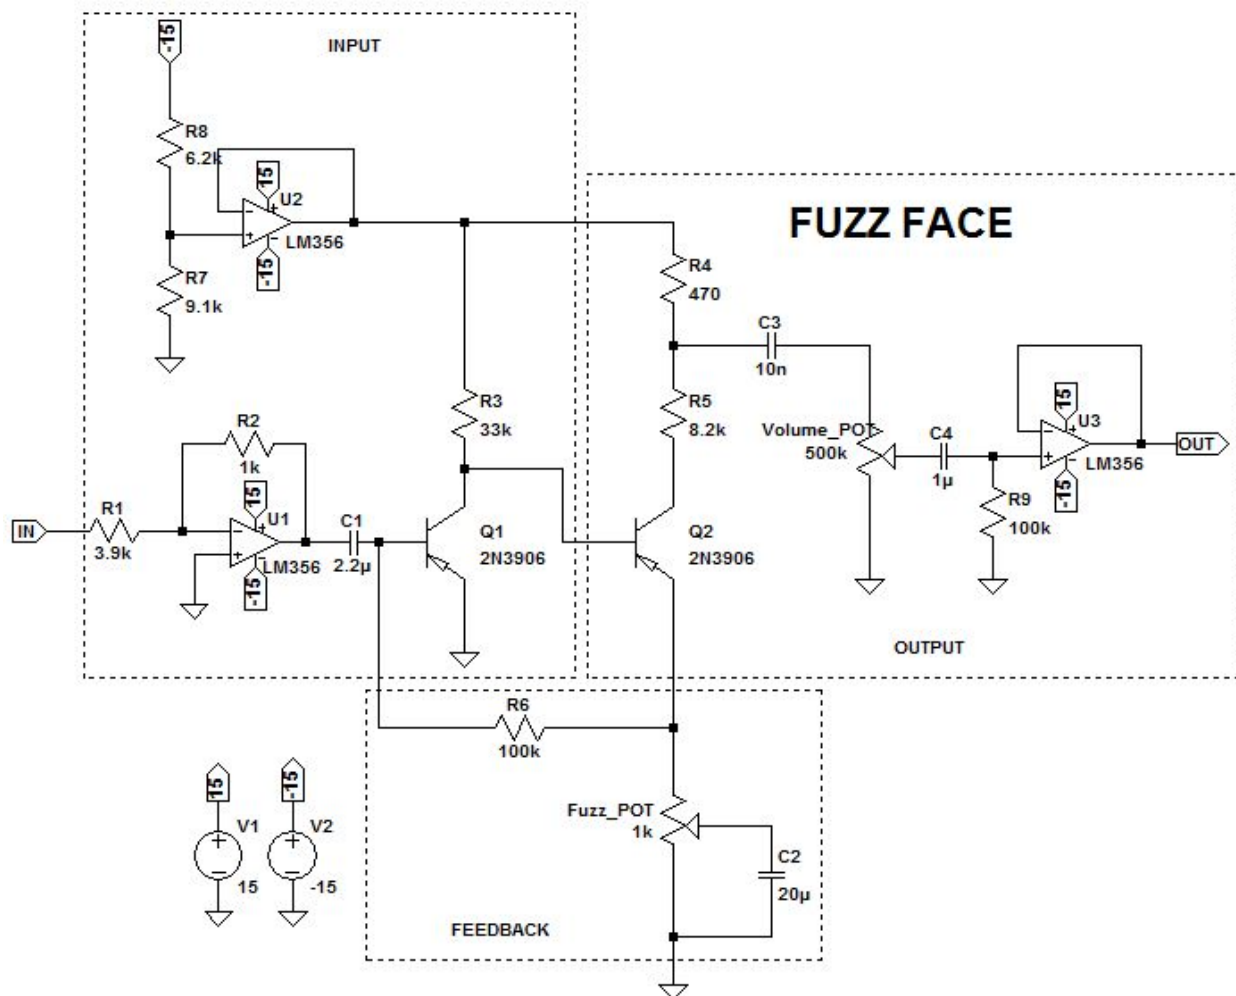 INPUT
-15
R8
6.2k
15
U2
LM356
-15
R7
9.1k
R3
33k
R2
1k
IN
R1
3.9k
15
U1
LM356
-15
C1
2.2µ
Q1
2N3906
FUZZ FACE
R4
470
C3
10n
R5
8.2k
Volume_POT
500k
C4
1µ
R9
100k
15
U3
LM356
-15
OUT
Q2
2N3906
OUTPUT
R6
100k
Fuzz_POT
1k
C2
20µ
FEEDBACK
15
V1
15
-15
V2
-15